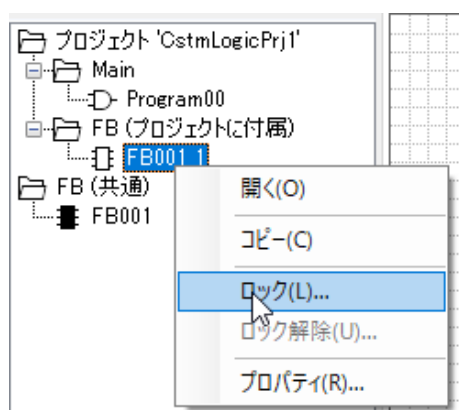 プロジェクト 'CstmLogicPrj1'
Main
Program00
FB (プロジェクトに付属)
FB001_1
FB (共通)
FB001
開く(O)
コピー(C)
ロック(L)...
ロック解除(U)...
プロパティ(R)...